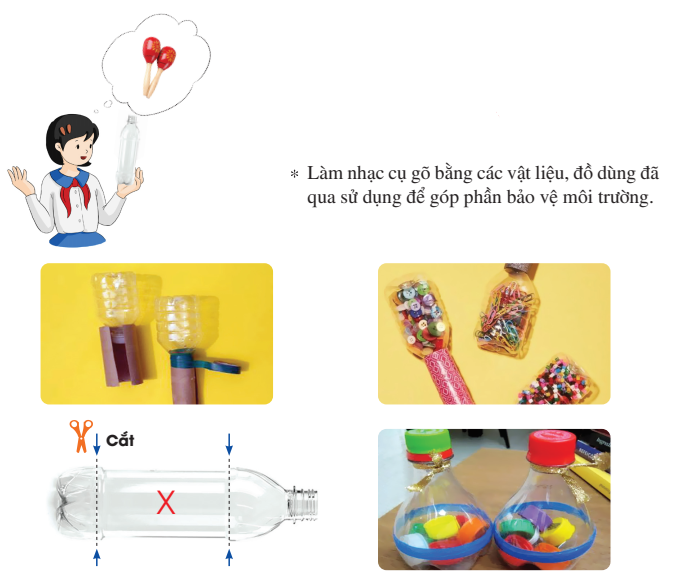 * Làm nhạc cụ gõ bằng các vật liệu, đồ dùng đã
qua sử dụng để góp phần bảo vệ môi trường.
Cắt
X